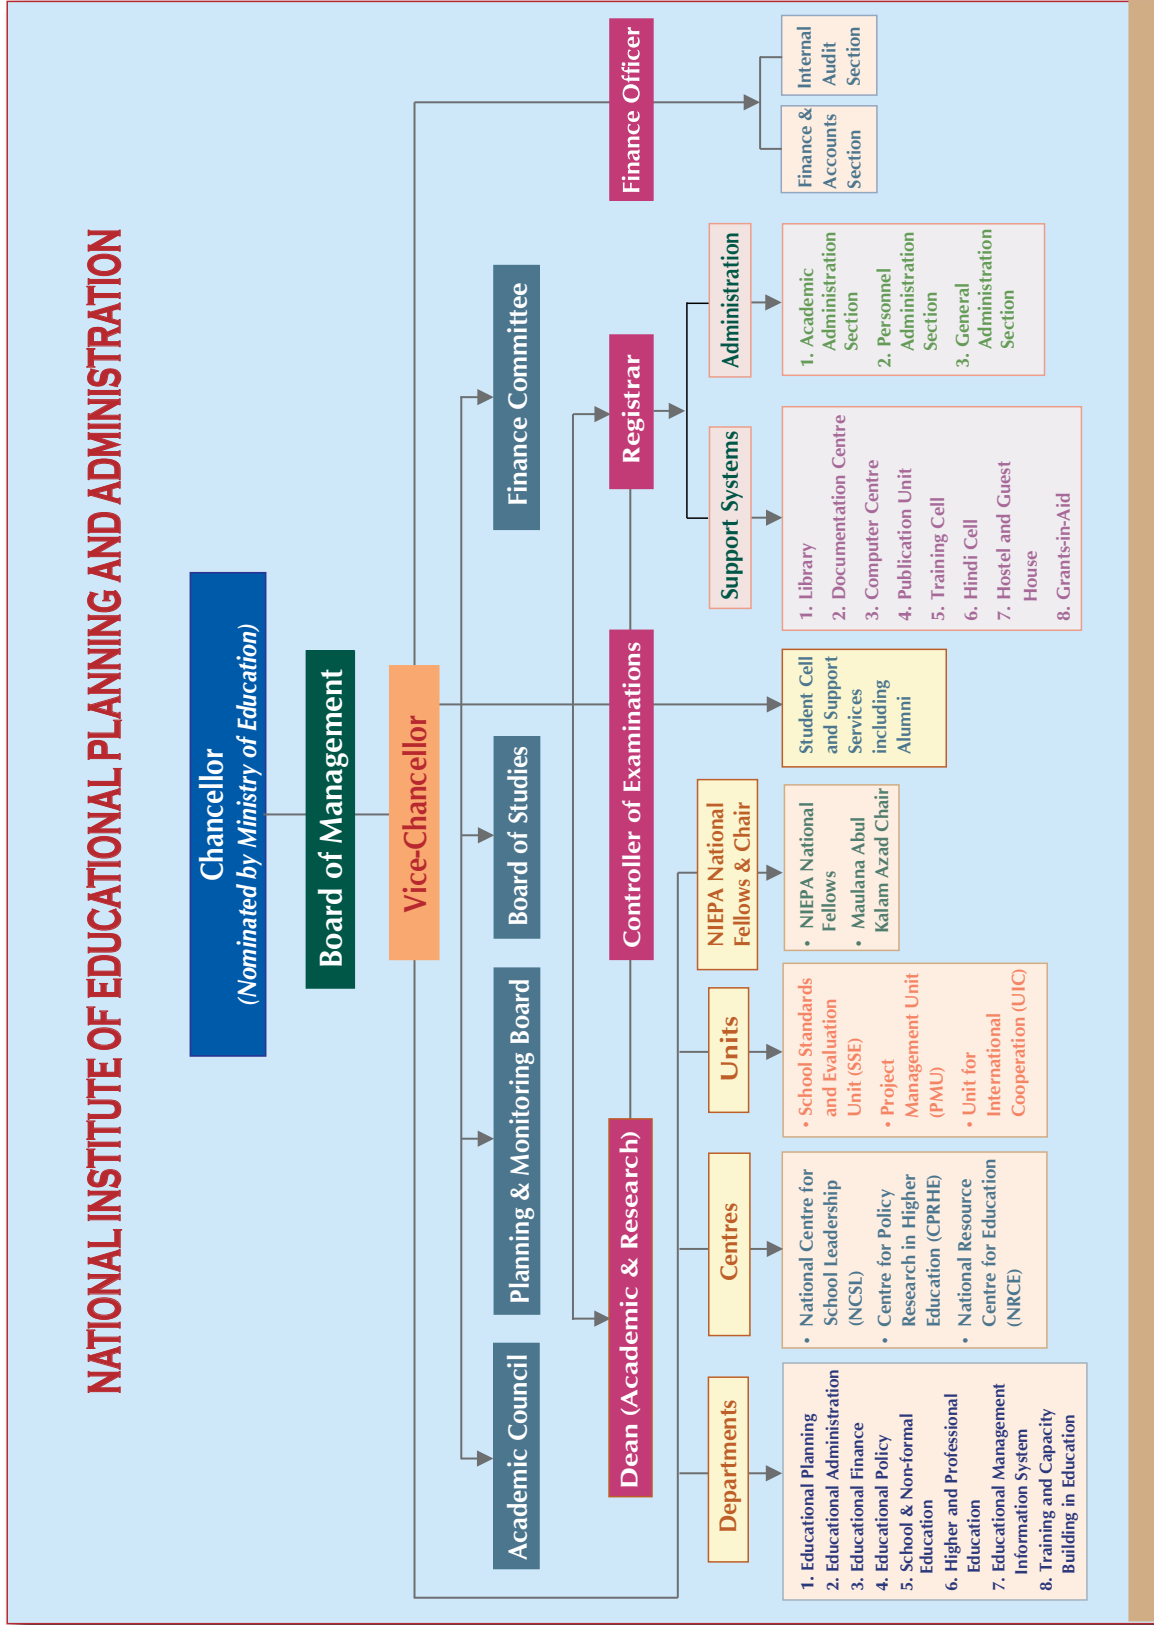 NATIONAL INSTITUTE OF EDUCATIONAL PLANNING AND ADMINISTRATION
Chancellor
(Nominated by Ministry of Education)
Board of Management
Vice-Chancellor
Academic Council
Planning & Monitoring Board
Board of Studies
Finance Committee
Dean (Academic & Research)
Controller of Examinations
Registrar
Finance Officer
Departments
Centres
Units
NIEPA National
Fellows & Chair
Support Systems
Administration
1. Educational Planning
2. Educational Administration
3. Educational Finance
4. Educational Policy
5. School & Non-formal
Education
6. Higher and Professional
Education
7. Educational Management
Information System
8. Training and Capacity
Building in Education
• National Centre for
School Leadership
(NCSL)
• Centre for Policy
Research in Higher
Education (CPRHE)
• National Resource
Centre for Education
(NRCE)
• School Standards
and Evaluation
Unit (SSE)
• Project
Management Unit
(PMU)
• Unit for
International
Cooperation (UIC)
• NIEPA National
Fellows
• Maulana Abul
Kalam Azad Chair
Student Cell
and Support
Services
including
Alumni
1. Library
2. Documentation Centre
3. Computer Centre
4. Publication Unit
5. Training Cell
6. Hindi Cell
7. Hostel and Guest
House
8. Grants-in-Aid
1. Academic
Administration
Section
2. Personnel
Administration
Section
3. General
Administration
Section
Finance &
Accounts
Section
Internal
Audit
Section